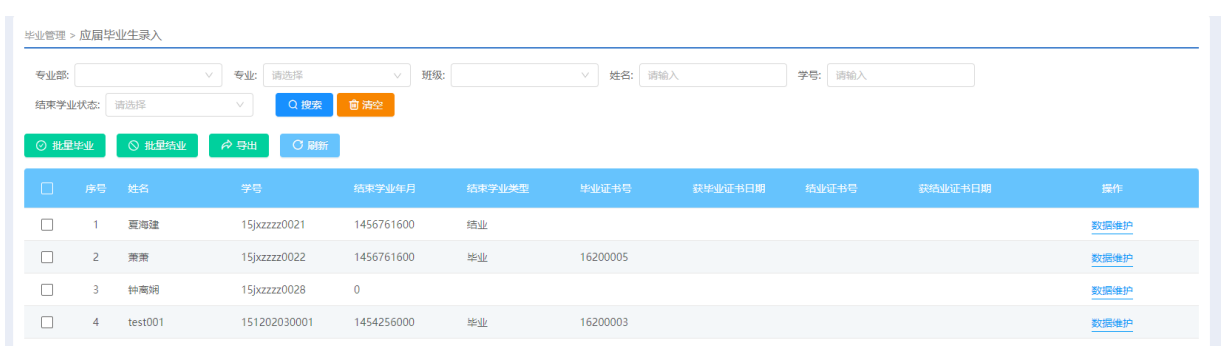 毕业管理 > 应届毕业生录入
专业部: 专业: 请选择 班级: 姓名: 请输入 学号: 请输入
结束学业状态: 请选择 搜索 清空
批量毕业 批量结业 导出 刷新
序号 姓名 学号 结束学业年月 结束学业类型 毕业证书号 获毕业证书日期 结业证书号 获结业证书日期 操作
1 夏海建 15jxzzzz0021 1456761600 结业 数据维护
2 萧萧 15jxzzzz0022 1456761600 毕业 16200005 数据维护
3 钟离娴 15jxzzzz0028 0 数据维护
4 test001 151202030001 1454256000 毕业 16200003 数据维护